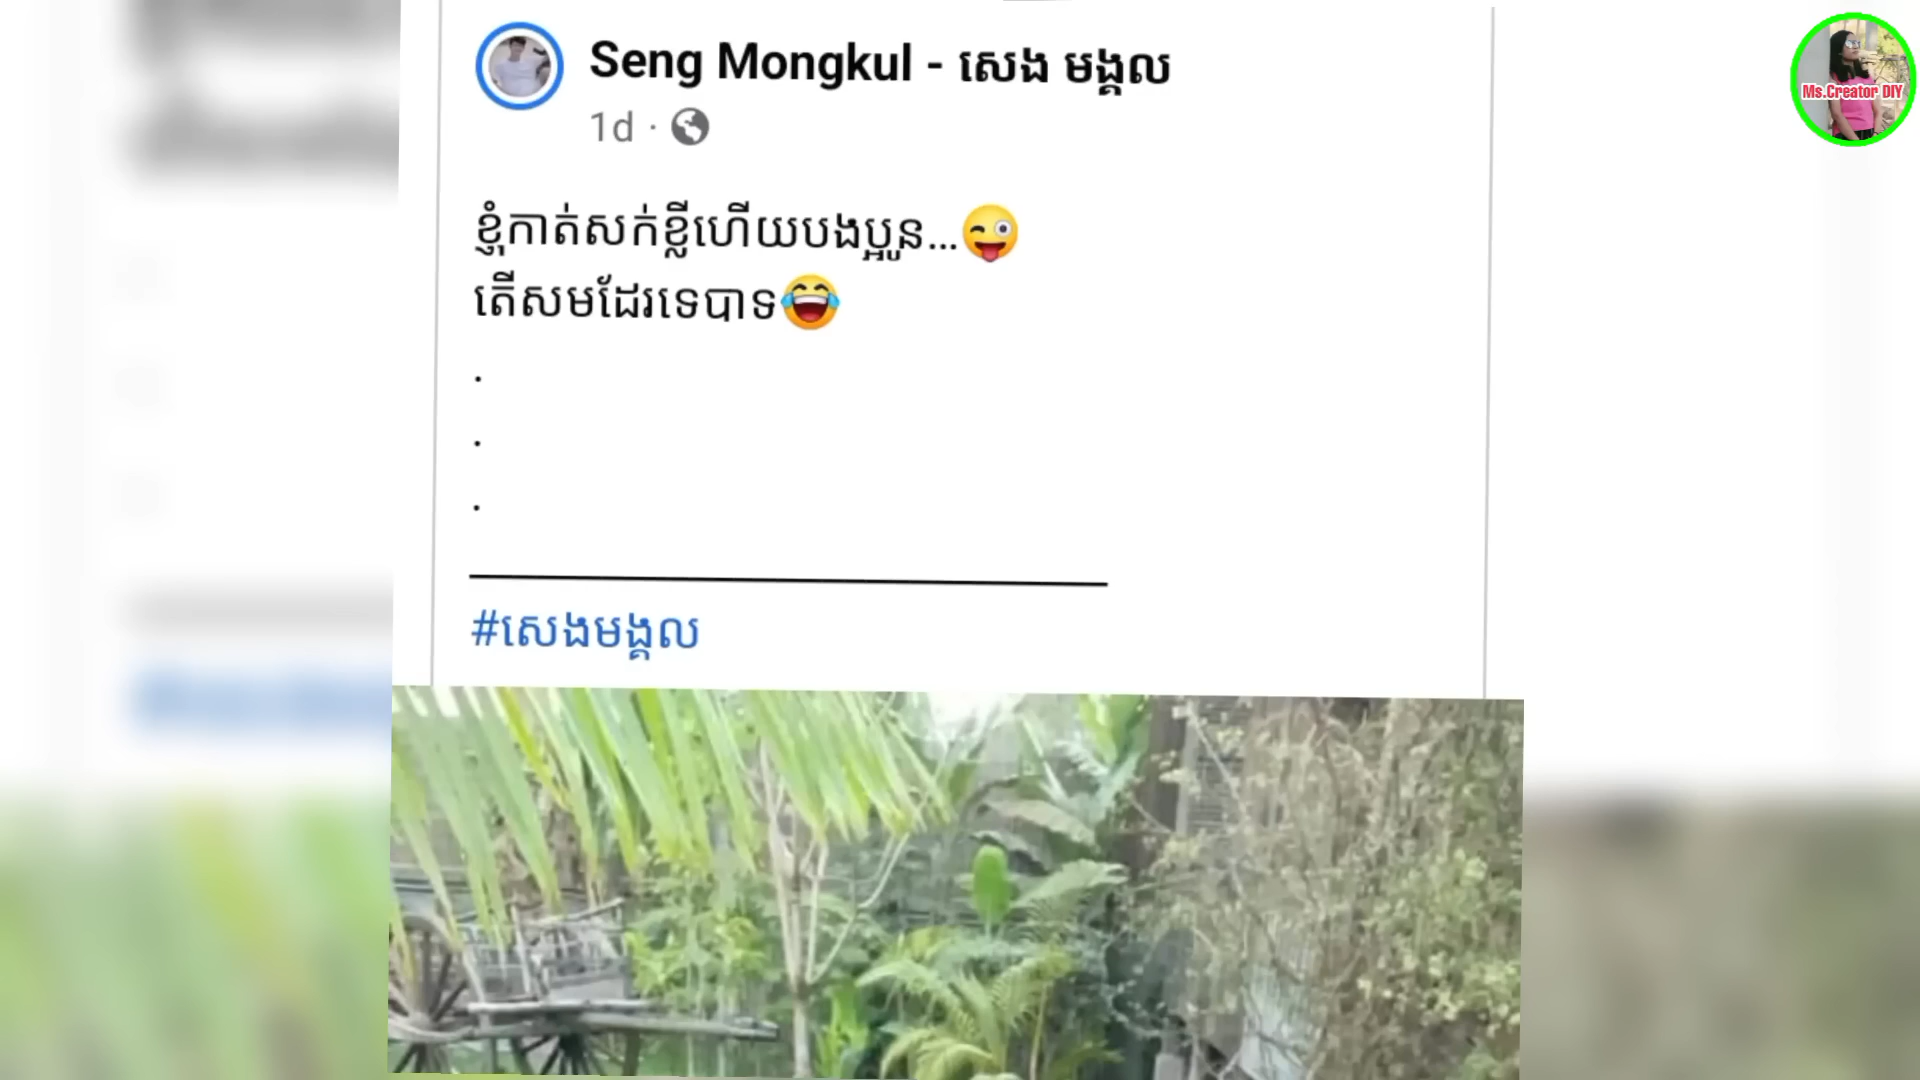 Seng Mongkul - សេង មង្គល
1d ·
ខ្ញុំកាត់សក់ខ្លីហើយបងប្អូន...😜
តើសមដែរទេបាទ😂
.
.
.
#សេងមង្គល
Ms.Creator DIY